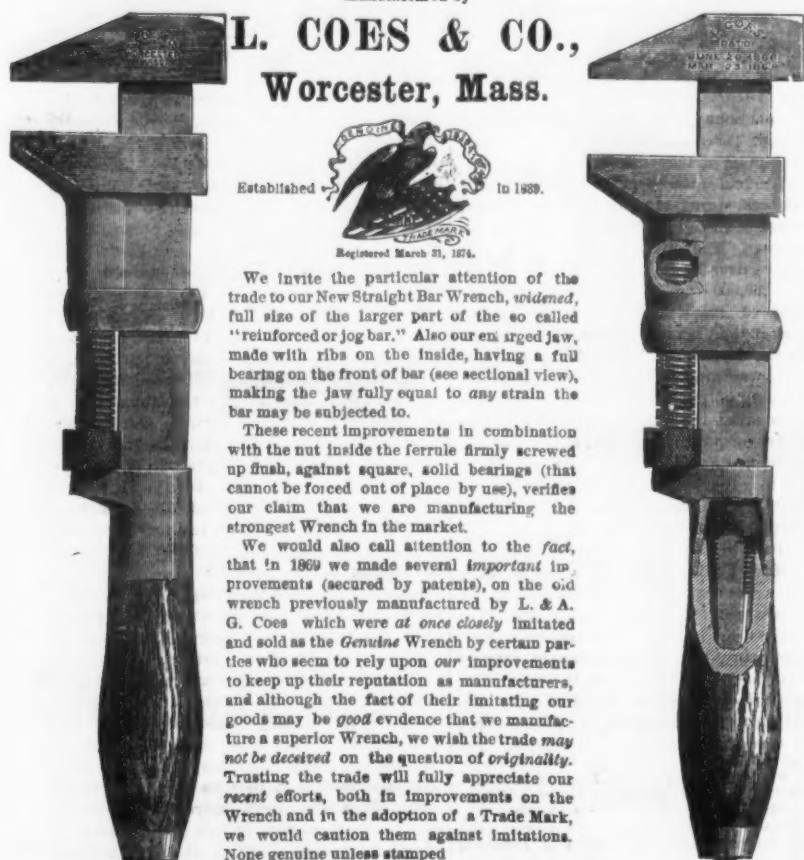 L. COES & CO.,
Worcester, Mass.
GENUINE
Established
in
TRADE MARK
Registered March 31, 1874.
WORCESTER
COES
PAT'D
JUNE 26 1866
MAR. 23 1869
We invite the particular attention of the
trade to our New Straight Bar Wrench, widened,
full size of the larger part of the so called
"reinforced or jog bar." Also our en arged jaw,
made with ribs on the inside, having a full
bearing on the front of bar (see sectional view),
making the jaw fully equal to any strain the
bar may be subjected to.
These recent improvements in combination
with the nut inside the ferrule firmly screwed
up flush, against square, solid bearings (that
cannot be forced out of place by use), verifies
our claim that we are manufacturing the
strongest Wrench in the market.
We would also call attention to the fact,
that in 1869 we made several important im-
provements (secured by patents), on the old
wrench previously manufactured by L. & A.
G. Coes which were at once closely imitated
and sold as the Genuine Wrench by certain par-
ties who seem to rely upon our improvements
to keep up their reputation as manufacturers,
and although the fact of their imitating our
goods may be good evidence that we manufac-
ture a superior Wrench, we wish the trade may
not be deceived on the question of originality.
Trusting the trade will fully appreciate our
recent efforts, both in improvements on the
Wrench and in the adoption of a Trade Mark,
we would caution them against imitations.
None genuine unless stamped